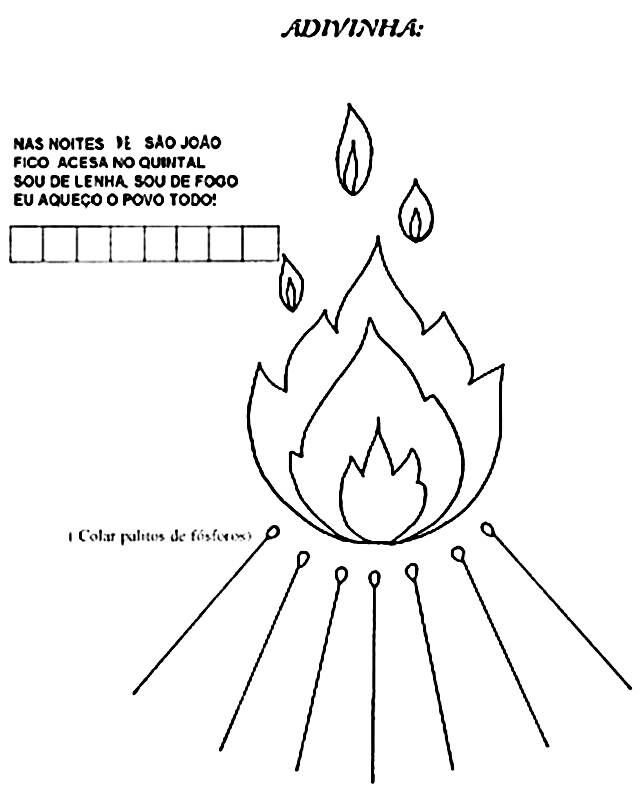 ADIVINHA:
NAS NOITES DE SÃO JOÃO
FICO ACESA NO QUINTAL
SOU DE LENHA, SOU DE FOGO
EU AQUEÇO O POVO TODO!
( Colar palitos de fósforos)